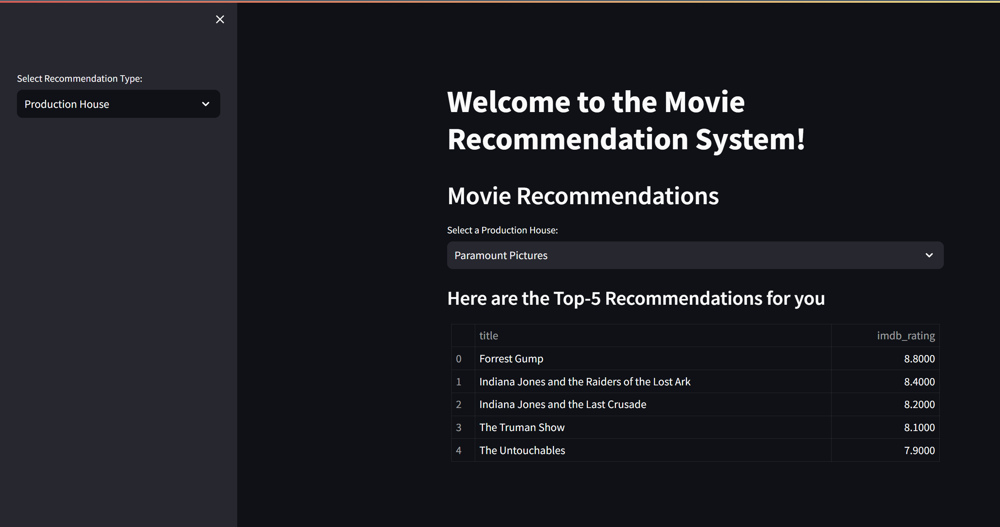 Select Recommendation Type:
Production House
Welcome to the Movie
Recommendation System!
Movie Recommendations
Select a Production House:
Paramount Pictures
Here are the Top-5 Recommendations for you
title imdb_rating
0 Forrest Gump 8.8000
1 Indiana Jones and the Raiders of the Lost Ark 8.4000
2 Indiana Jones and the Last Crusade 8.2000
3 The Truman Show 8.1000
4 The Untouchables 7.9000